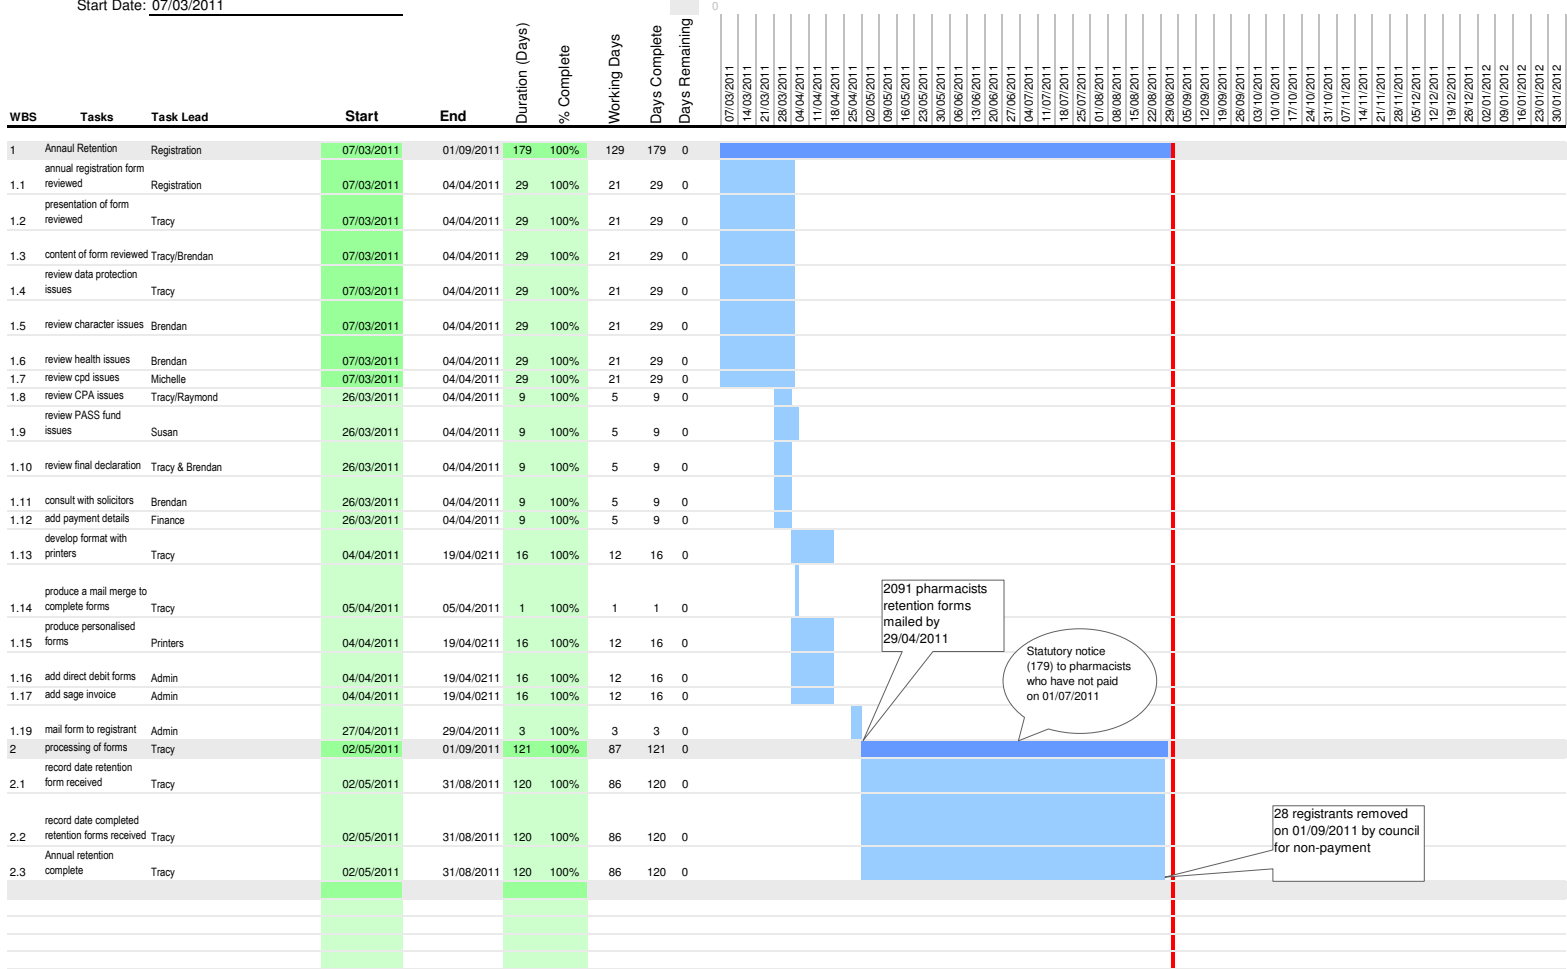 Start Date: 07/03/2011
0
WBS Tasks Task Lead Start End Duration (Days) % Complete Working Days Days Complete Days Remaining 07/03/2011 14/03/2011 21/03/2011 28/03/2011 04/04/2011 11/04/2011 18/04/2011 25/04/2011 02/05/2011 09/05/2011 16/05/2011 23/05/2011 30/05/2011 06/06/2011 13/06/2011 20/06/2011 27/06/2011 04/07/2011 11/07/2011 18/07/2011 25/07/2011 01/08/2011 08/08/2011 15/08/2011 22/08/2011 29/08/2011 05/09/2011 12/09/2011 19/09/2011 26/09/2011 03/10/2011 10/10/2011 17/10/2011 24/10/2011 31/10/2011 07/11/2011 14/11/2011 21/11/2011 28/11/2011 05/12/2011 12/12/2011 19/12/2011 26/12/2011 02/01/2012 09/01/2012 16/01/2012 23/01/2012 30/01/2012
1 Annaul Retention Registration 07/03/2011 01/09/2011 179 100% 129 179 0
annual registration form
1.1 reviewed Registration 07/03/2011 04/04/2011 29 100% 21 29 0
presentation of form
1.2 reviewed Tracy 07/03/2011 04/04/2011 29 100% 21 29 0
1.3 content of form reviewed Tracy/Brendan 07/03/2011 04/04/2011 29 100% 21 29 0
review data protection
1.4 issues Tracy 07/03/2011 04/04/2011 29 100% 21 29 0
1.5 review character issues Brendan 07/03/2011 04/04/2011 29 100% 21 29 0
1.6 review health issues Brendan 07/03/2011 04/04/2011 29 100% 21 29 0
1.7 review cpd issues Michelle 07/03/2011 04/04/2011 29 100% 21 29 0
1.8 review CPA issues Tracy/Raymond 26/03/2011 04/04/2011 9 100% 5 9 0
review PASS fund
1.9 issues Susan 26/03/2011 04/04/2011 9 100% 5 9 0
1.10 review final declaration Tracy & Brendan 26/03/2011 04/04/2011 9 100% 5 9 0
1.11 consult with solicitors Brendan 26/03/2011 04/04/2011 9 100% 5 9 0
1.12 add payment details Finance 26/03/2011 04/04/2011 9 100% 5 9 0
develop format with
1.13 printers Tracy 04/04/2011 19/04/0211 16 100% 12 16 0
produce a mail merge to
1.14 complete forms Tracy 05/04/2011 05/04/2011 1 100% 1 1 0
produce personalised
1.15 forms Printers 04/04/2011 19/04/0211 16 100% 12 16 0
1.16 add direct debit forms Admin 04/04/2011 19/04/0211 16 100% 12 16 0
1.17 add sage invoice Admin 04/04/2011 19/04/0211 16 100% 12 16 0
1.19 mail form to registrant Admin 27/04/2011 29/04/2011 3 100% 3 3 0
2 processing of forms Tracy 02/05/2011 01/09/2011 121 100% 87 121 0
record date retention
2.1 form received Tracy 02/05/2011 31/08/2011 120 100% 86 120 0
record date completed
2.2 retention forms received Tracy 02/05/2011 31/08/2011 120 100% 86 120 0
Annual retention
2.3 complete Tracy 02/05/2011 31/08/2011 120 100% 86 120 0
2091 pharmacists
retention forms
mailed by
29/04/2011
Statutory notice
(179) to pharmacists
who have not paid
on 01/07/2011
28 registrants removed
on 01/09/2011 by council
for non-payment